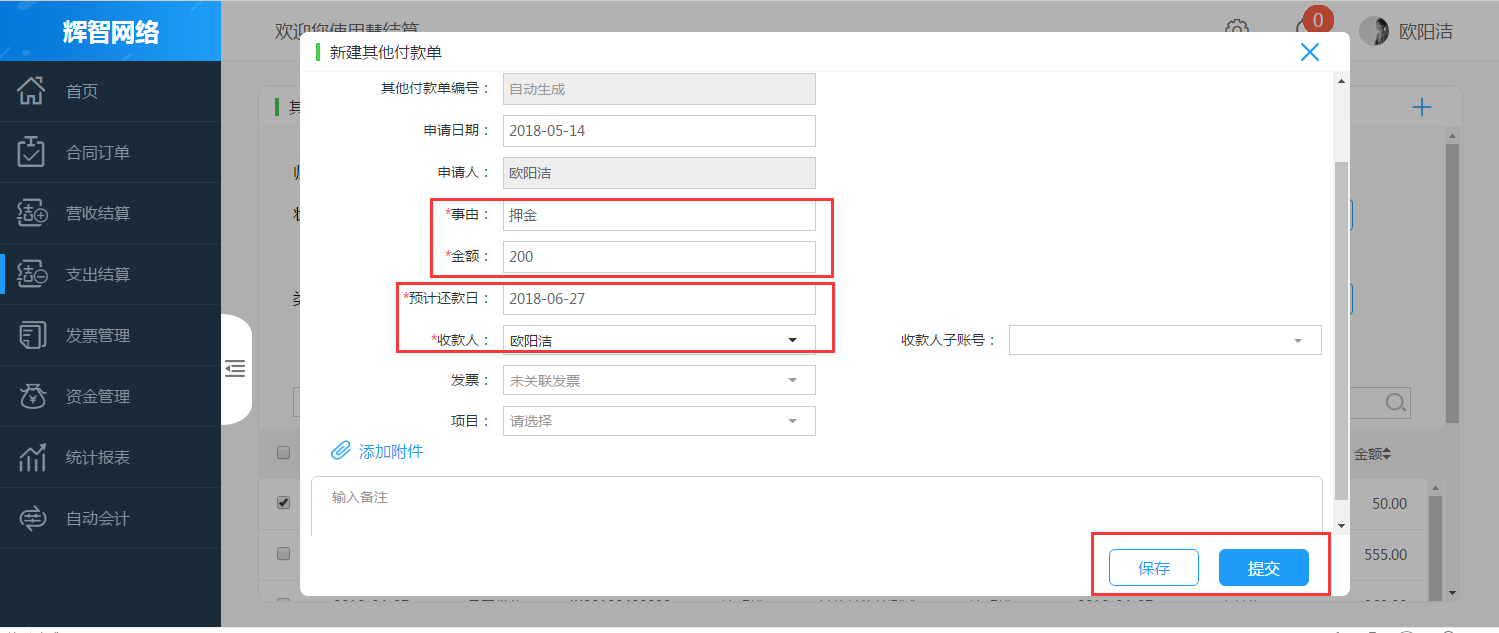 辉智网络
欢迎您使用慧结算
0
欧阳洁
首页
合同订单
营收结算
支出结算
发票管理
资金管理
统计报表
自动会计
新建其他付款单
其他付款单编号： 自动生成
申请日期： 2018-05-14
申请人： 欧阳洁
*事由： 押金
*金额： 200
*预计还款日： 2018-06-27
*收款人： 欧阳洁 收款人子账号：
发票： 未关联发票
项目： 请选择
添加附件
输入备注
保存 提交
金额
50.00
555.00